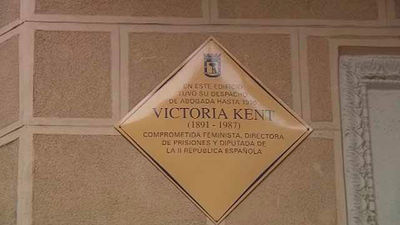 EN ESTE EDIFICIO
TUVO SU DESPACHO
DE ABOGADA HASTA
VICTORIA KENT
(1891 - 1987)
COMPROMETIDA FEMINISTA, DIRECTORA
DE PRISIONES Y DIPUTADA DE
LA II REPÚBLICA ESPAÑOLA